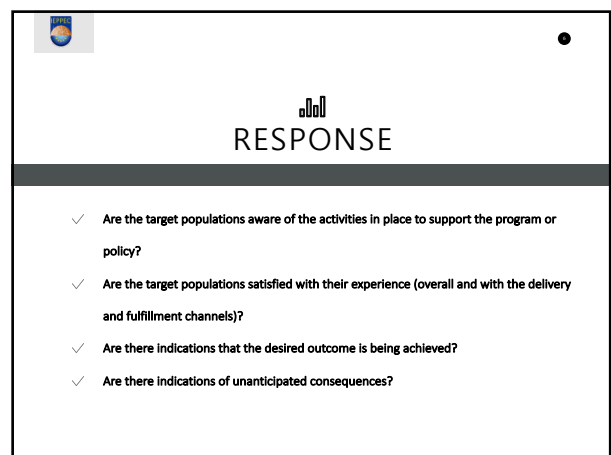 IEPPEC
6
RESPONSE
Are the target populations aware of the activities in place to support the program or
policy?
Are the target populations satisfied with their experience (overall and with the delivery
and fulfillment channels)?
Are there indications that the desired outcome is being achieved?
Are there indications of unanticipated consequences?